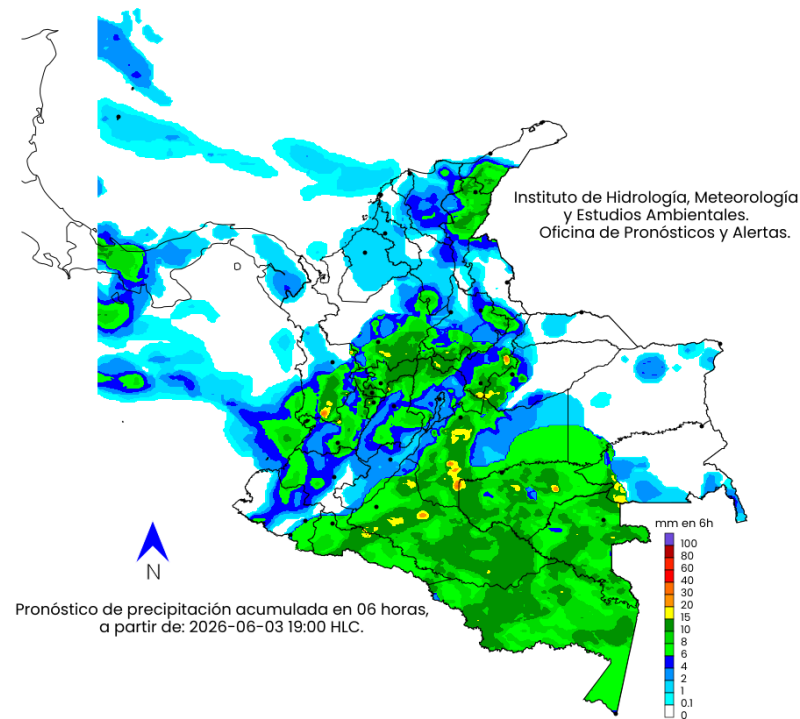 Instituto de Hidrología, Meteorología
y Estudios Ambientales.
Oficina de Pronósticos y Alertas.
mm en 6h
100
80
60
40
30
20
15
10
8
6
4
2
1
0.1
0
N
Pronóstico de precipitación acumulada en 06 horas,
a partir de: 2026-06-03 19:00 HLC.